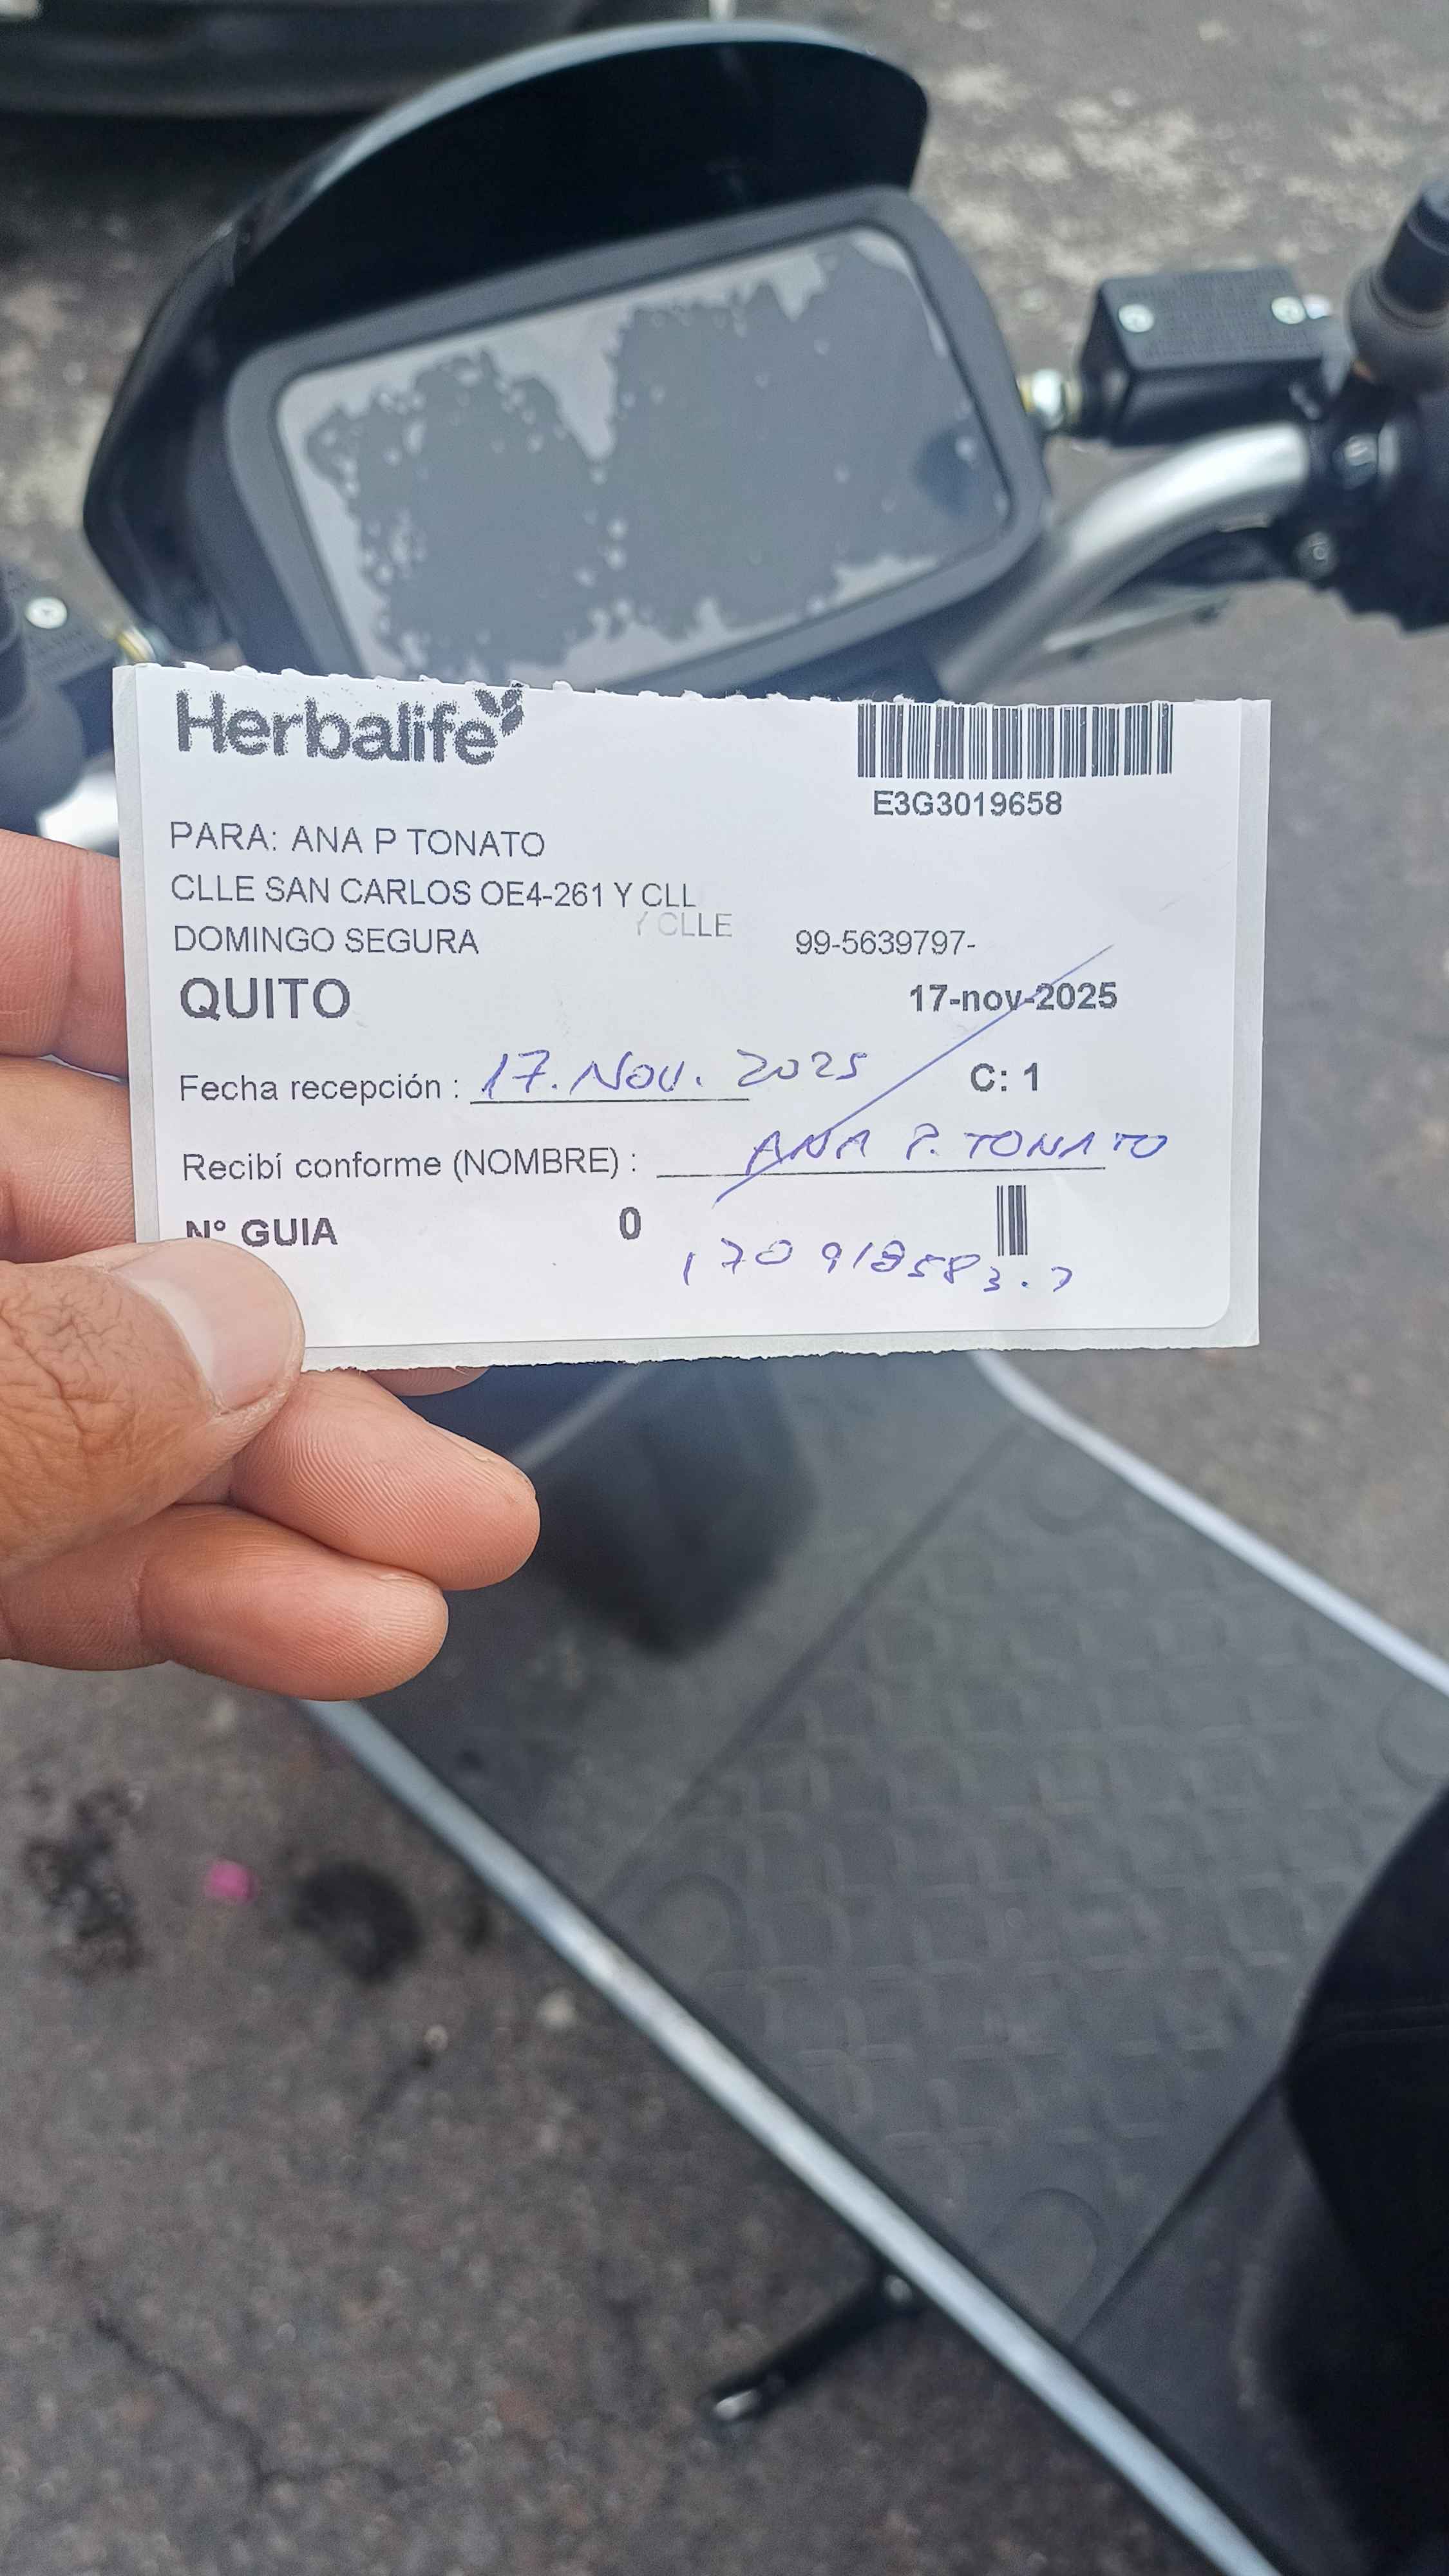 Herbalife
E3G3019658
PARA: ANA P TONATO
CLLE SAN CARLOS OE4-261 Y CLL
Y CLLE
DOMINGO SEGURA 99-5639797-
QUITO 17-nov-2025
Fecha recepción : 17. Nov. 2025 C: 1
Recibí conforme (NOMBRE) : ANA P. TONATO
N° GUIA 0